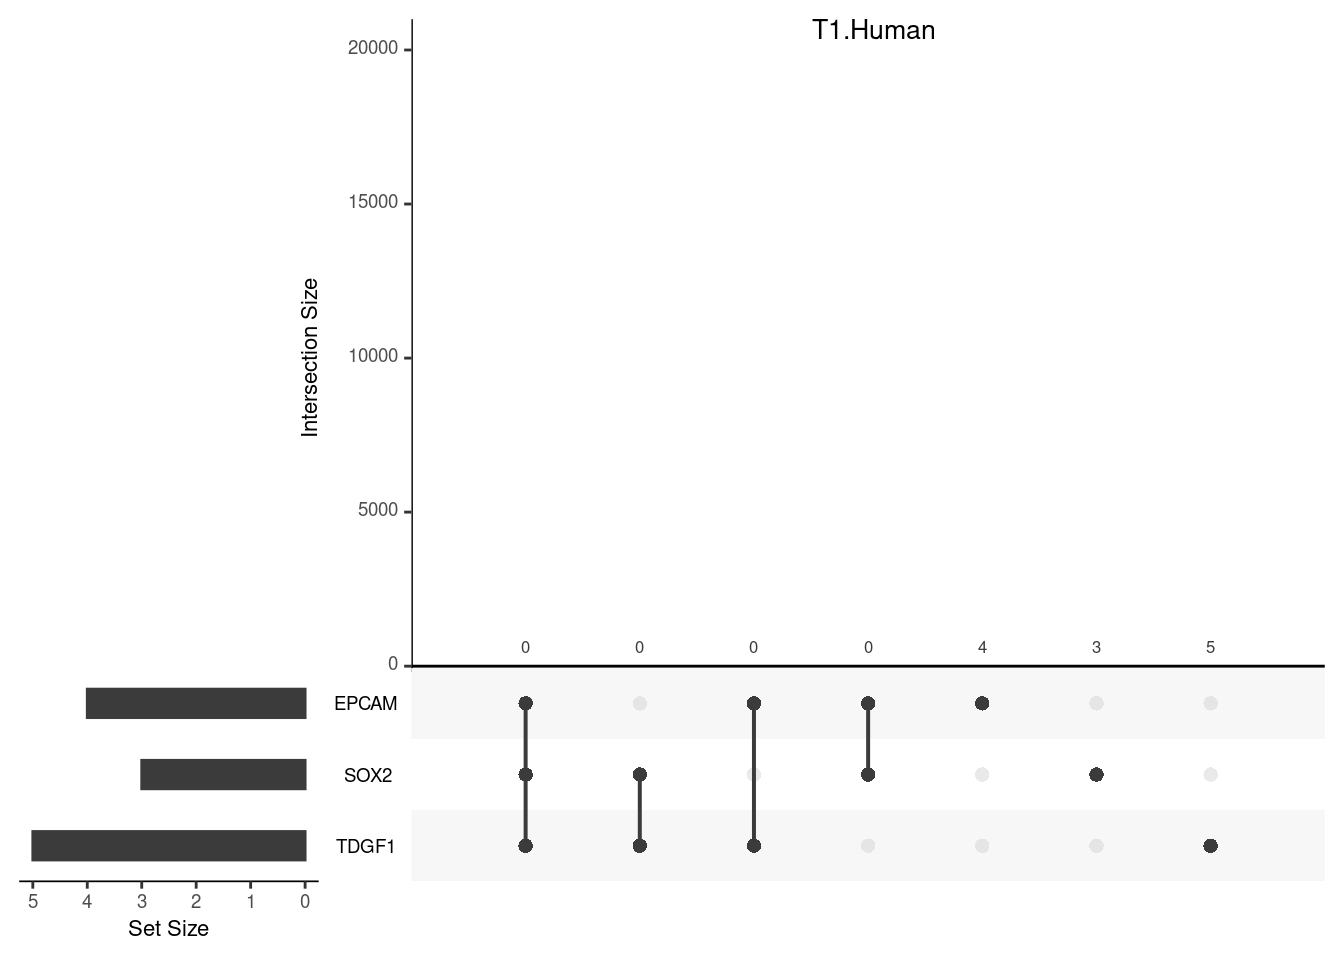 T1.Human
20000
15000
10000
5000
0
Intersection Size
0 0 0 0 4 3 5
EPCAM
SOX2
TDGF1
5 4 3 2 1 0
Set Size